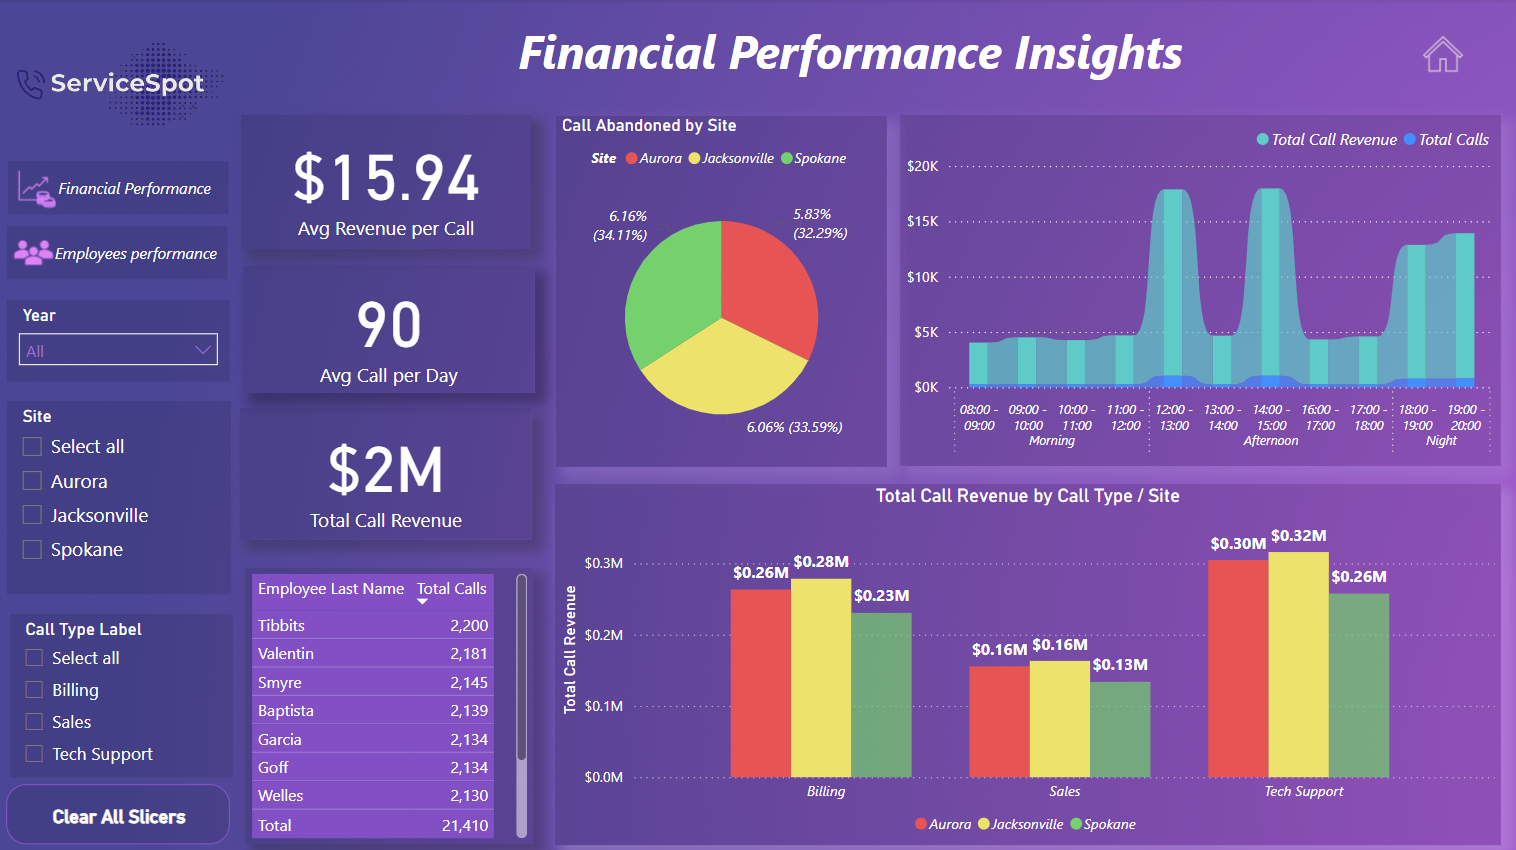 Financial Performance Insights
ServiceSpot
Financial Performance
Employees performance
Year
All
Site
Select all
Aurora
Jacksonville
Spokane
Call Type Label
Select all
Billing
Sales
Tech Support
Clear All Slicers
$15.94
Avg Revenue per Call
90
Avg Call per Day
$2M
Total Call Revenue
Employee Last Name Total Calls
Tibbits 2,200
Valentin 2,181
Smyre 2,145
Baptista 2,139
Garcia 2,134
Goff 2,134
Welles 2,130
Total 21,410
Call Abandoned by Site
Site Aurora Jacksonville Spokane
6.16%
(34.11%)
5.83%
(32.29%)
6.06% (33.59%)
Total Call Revenue Total Calls
$20K
$15K
$10K
$5K
$0K
08:00 - 09:00 - 10:00 - 11:00 - 12:00 - 13:00 - 14:00 - 16:00 - 17:00 - 18:00 - 19:00 -
09:00 10:00 11:00 12:00 13:00 14:00 15:00 17:00 18:00 19:00 20:00
Morning Afternoon Night
Total Call Revenue by Call Type / Site
Total Call Revenue
$0.3M
$0.2M
$0.1M
$0.0M
$0.26M $0.28M $0.23M
$0.16M $0.16M $0.13M
$0.30M $0.32M $0.26M
Billing Sales Tech Support
Aurora Jacksonville Spokane